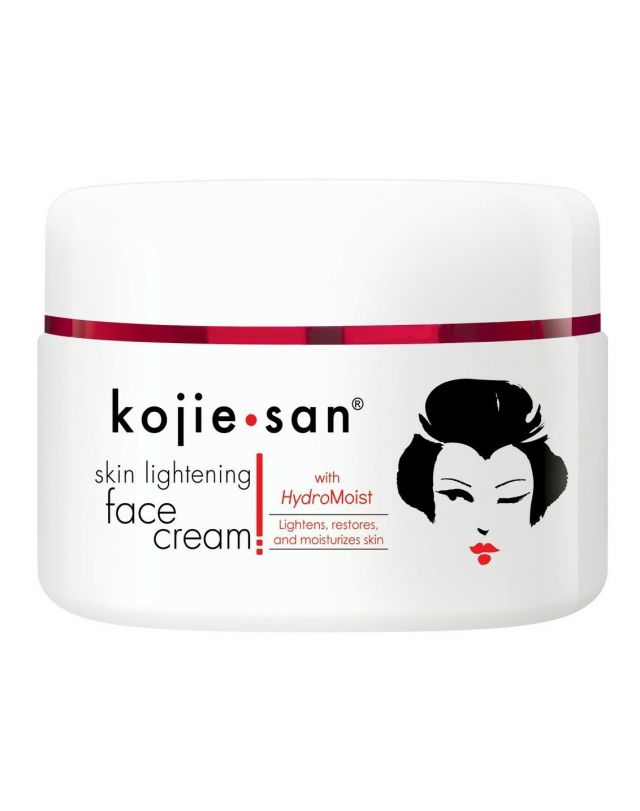 kojie•san®
skin lightening
face
cream
with
HydroMoist
Lightens, restores,
and moisturizes skin